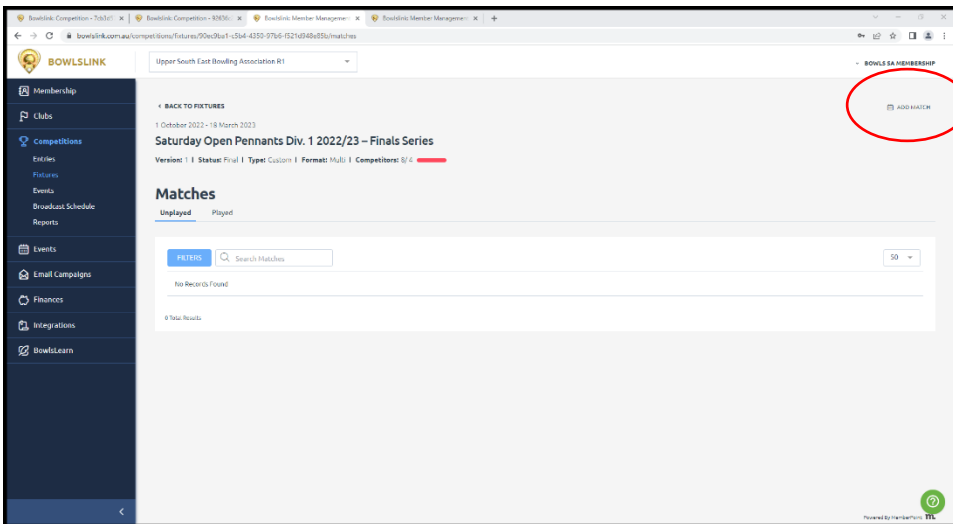 Bowlslink: Competition - 7cb3c5
Bowlslink: Competition - 92656c
Bowlslink: Member Management
Bowlslink: Member Management
bowlslink.com.au/competitions/fixtures/
BOWLSLINK
Upper South East Bowling Association R1
BOWLS SA MEMBERSHIP
Membership
Clubs
Competitions
Entries
Fixtures
Events
Broadcast Schedule
Reports
Events
Email Campaigns
Finances
Integrations
BowlsLearn
BACK TO FIXTURES
ADD MATCH
1 October 2022 - 18 March 2023
Saturday Open Pennants Div. 1 2022/23 – Finals Series
Version: 1 I Status: Final I Type: Custom I Format: Multi I Competitors: 8/ 4
Matches
Unplayed Played
FILTERS Search Matches 50
No Records Found
0 Total Results
Powered by MemberPoint